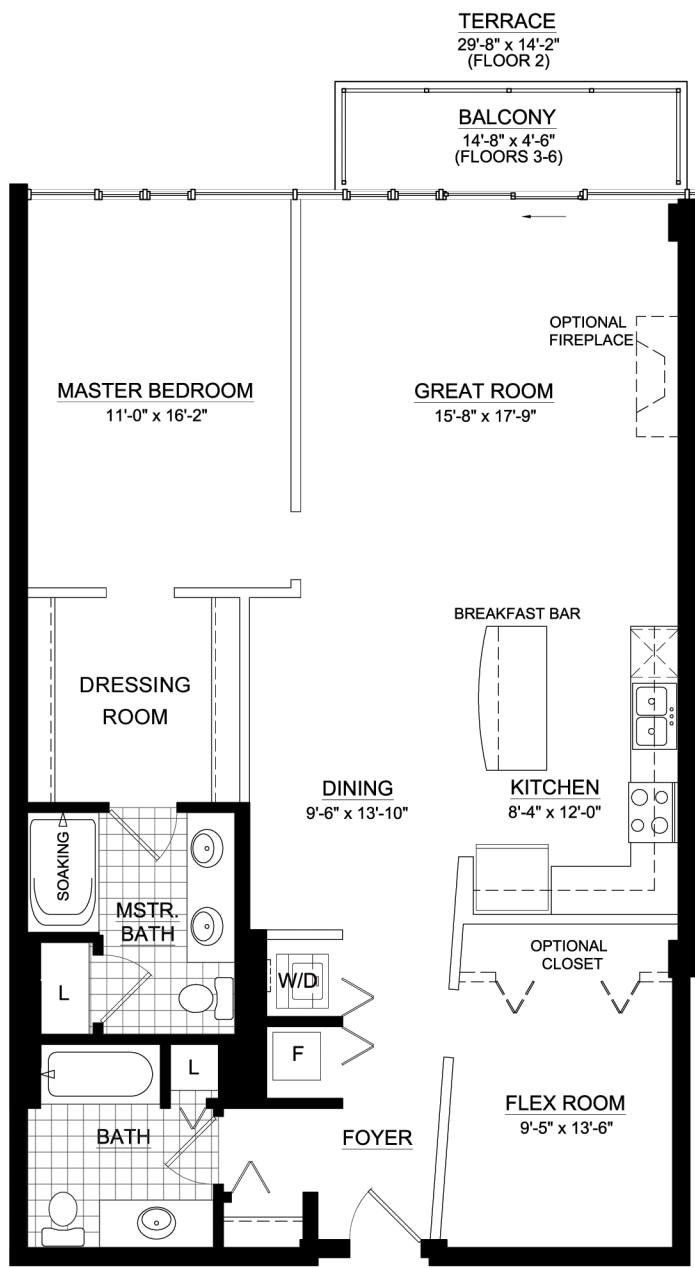 TERRACE
29'-8" x 14'-2"
(FLOOR 2)
BALCONY
14'-8" x 4'-6"
(FLOORS 3-6)
OPTIONAL
FIREPLACE
MASTER BEDROOM
11'-0" x 16'-2"
GREAT ROOM
15'-8" x 17'-9"
BREAKFAST BAR
DRESSING
ROOM
DINING
9'-6" x 13'-10"
KITCHEN
8'-4" x 12'-0"
SOAKING
MSTR.
BATH
OPTIONAL
CLOSET
W/D
L
F
L
FLEX ROOM
9'-5" x 13'-6"
BATH
FOYER